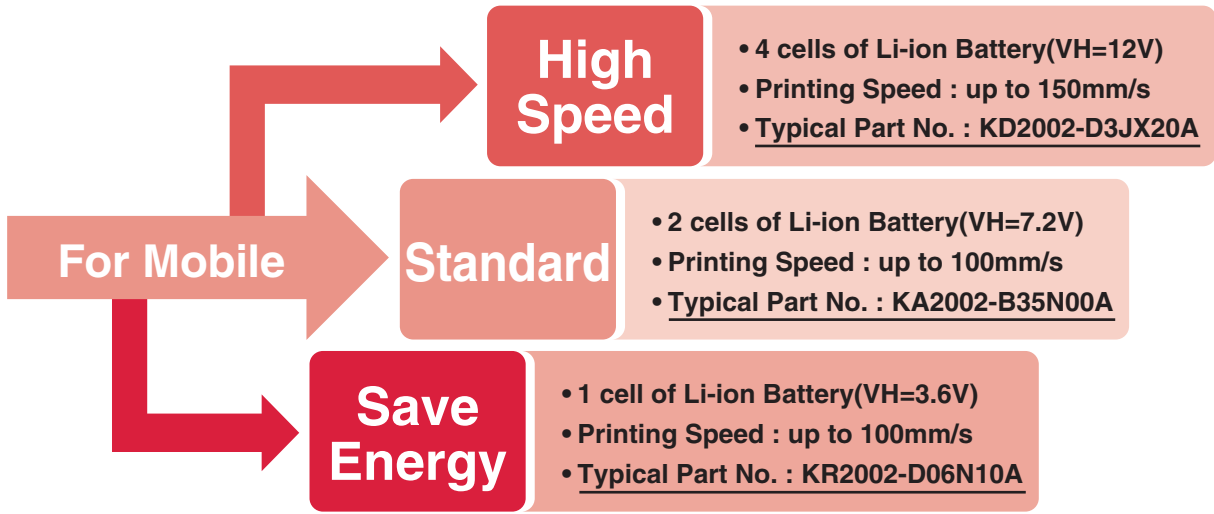 High
Speed
• 4 cells of Li-ion Battery(VH=12V)
• Printing Speed : up to 150mm/s
• Typical Part No. : KD2002-D3JX20A
For Mobile
Standard
• 2 cells of Li-ion Battery(VH=7.2V)
• Printing Speed : up to 100mm/s
• Typical Part No. : KA2002-B35N00A
Save
Energy
• 1 cell of Li-ion Battery(VH=3.6V)
• Printing Speed : up to 100mm/s
• Typical Part No. : KR2002-D06N10A